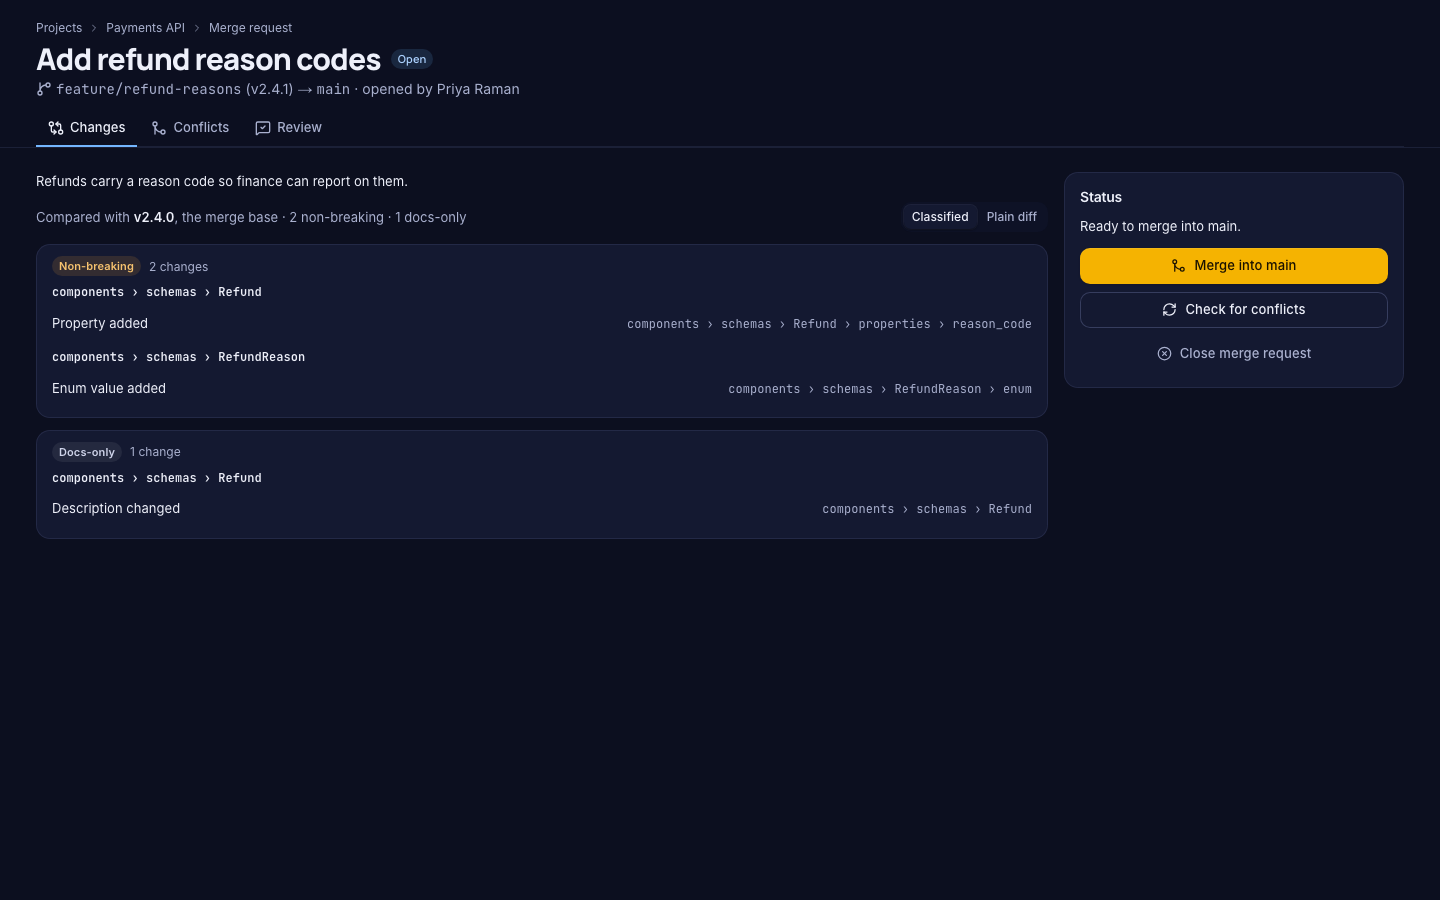 Projects › Payments API › Merge request
Add refund reason codes Open
feature/refund-reasons (v2.4.1) → main · opened by Priya Raman
Changes Conflicts Review
Refunds carry a reason code so finance can report on them.
Compared with v2.4.0, the merge base · 2 non-breaking · 1 docs-only
Classified Plain diff
Non-breaking 2 changes
components › schemas › Refund
Property added components › schemas › Refund › properties › reason_code
components › schemas › RefundReason
Enum value added components › schemas › RefundReason › enum
Docs-only 1 change
components › schemas › Refund
Description changed components › schemas › Refund
Status
Ready to merge into main.
Merge into main
Check for conflicts
Close merge request